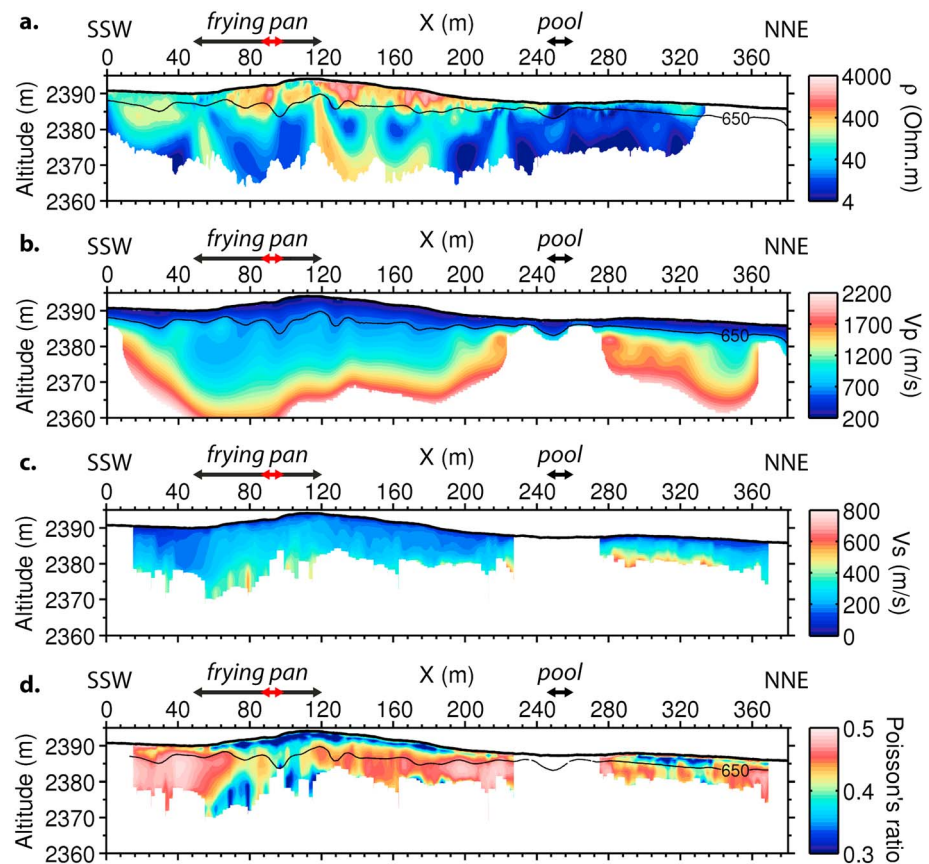 a.
SSW frying pan X (m) pool NNE
0 40 80 120 160 200 240 280 320 360
Altitude (m)
2390
2380
2370
2360
650
4000
400
40
4
ρ (Ohm.m)
b.
SSW frying pan X (m) pool NNE
0 40 80 120 160 200 240 280 320 360
Altitude (m)
2390
2380
2370
2360
650
2200
1700
1200
700
200
Vp (m/s)
c.
SSW frying pan X (m) pool NNE
0 40 80 120 160 200 240 280 320 360
Altitude (m)
2390
2380
2370
2360
800
600
400
200
0
Vs (m/s)
d.
SSW frying pan X (m) pool NNE
0 40 80 120 160 200 240 280 320 360
Altitude (m)
2390
2380
2370
2360
650
0.5
0.4
0.3
Poisson's ratio